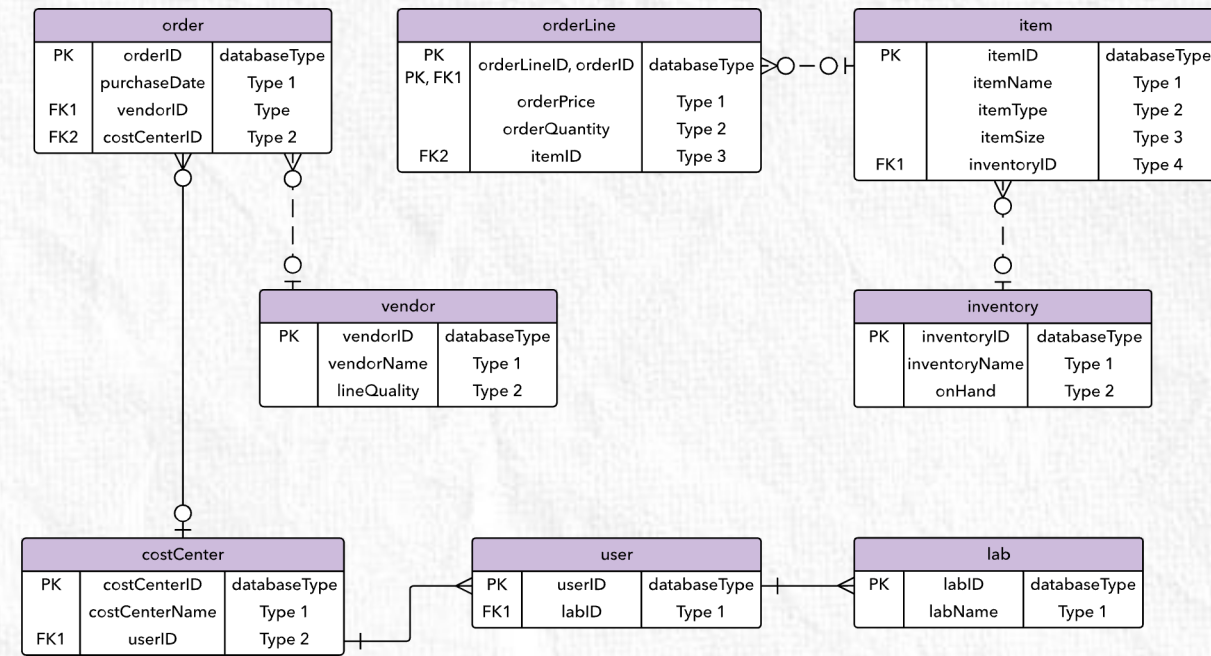 order
PK orderID databaseType
purchaseDate Type 1
FK1 vendorID Type
FK2 costCenterID Type 2
orderLine
PK
PK, FK1 orderLineID, orderID databaseType
orderPrice Type 1
orderQuantity Type 2
FK2 itemID Type 3
item
PK itemID databaseType
itemName Type 1
itemType Type 2
itemSize Type 3
FK1 inventoryID Type 4
vendor
PK vendorID databaseType
vendorName Type 1
lineQuality Type 2
inventory
PK inventoryID databaseType
inventoryName Type 1
onHand Type 2
costCenter
PK costCenterID databaseType
costCenterName Type 1
FK1 userID Type 2
user
PK userID databaseType
FK1 labID Type 1
lab
PK labID databaseType
labName Type 1